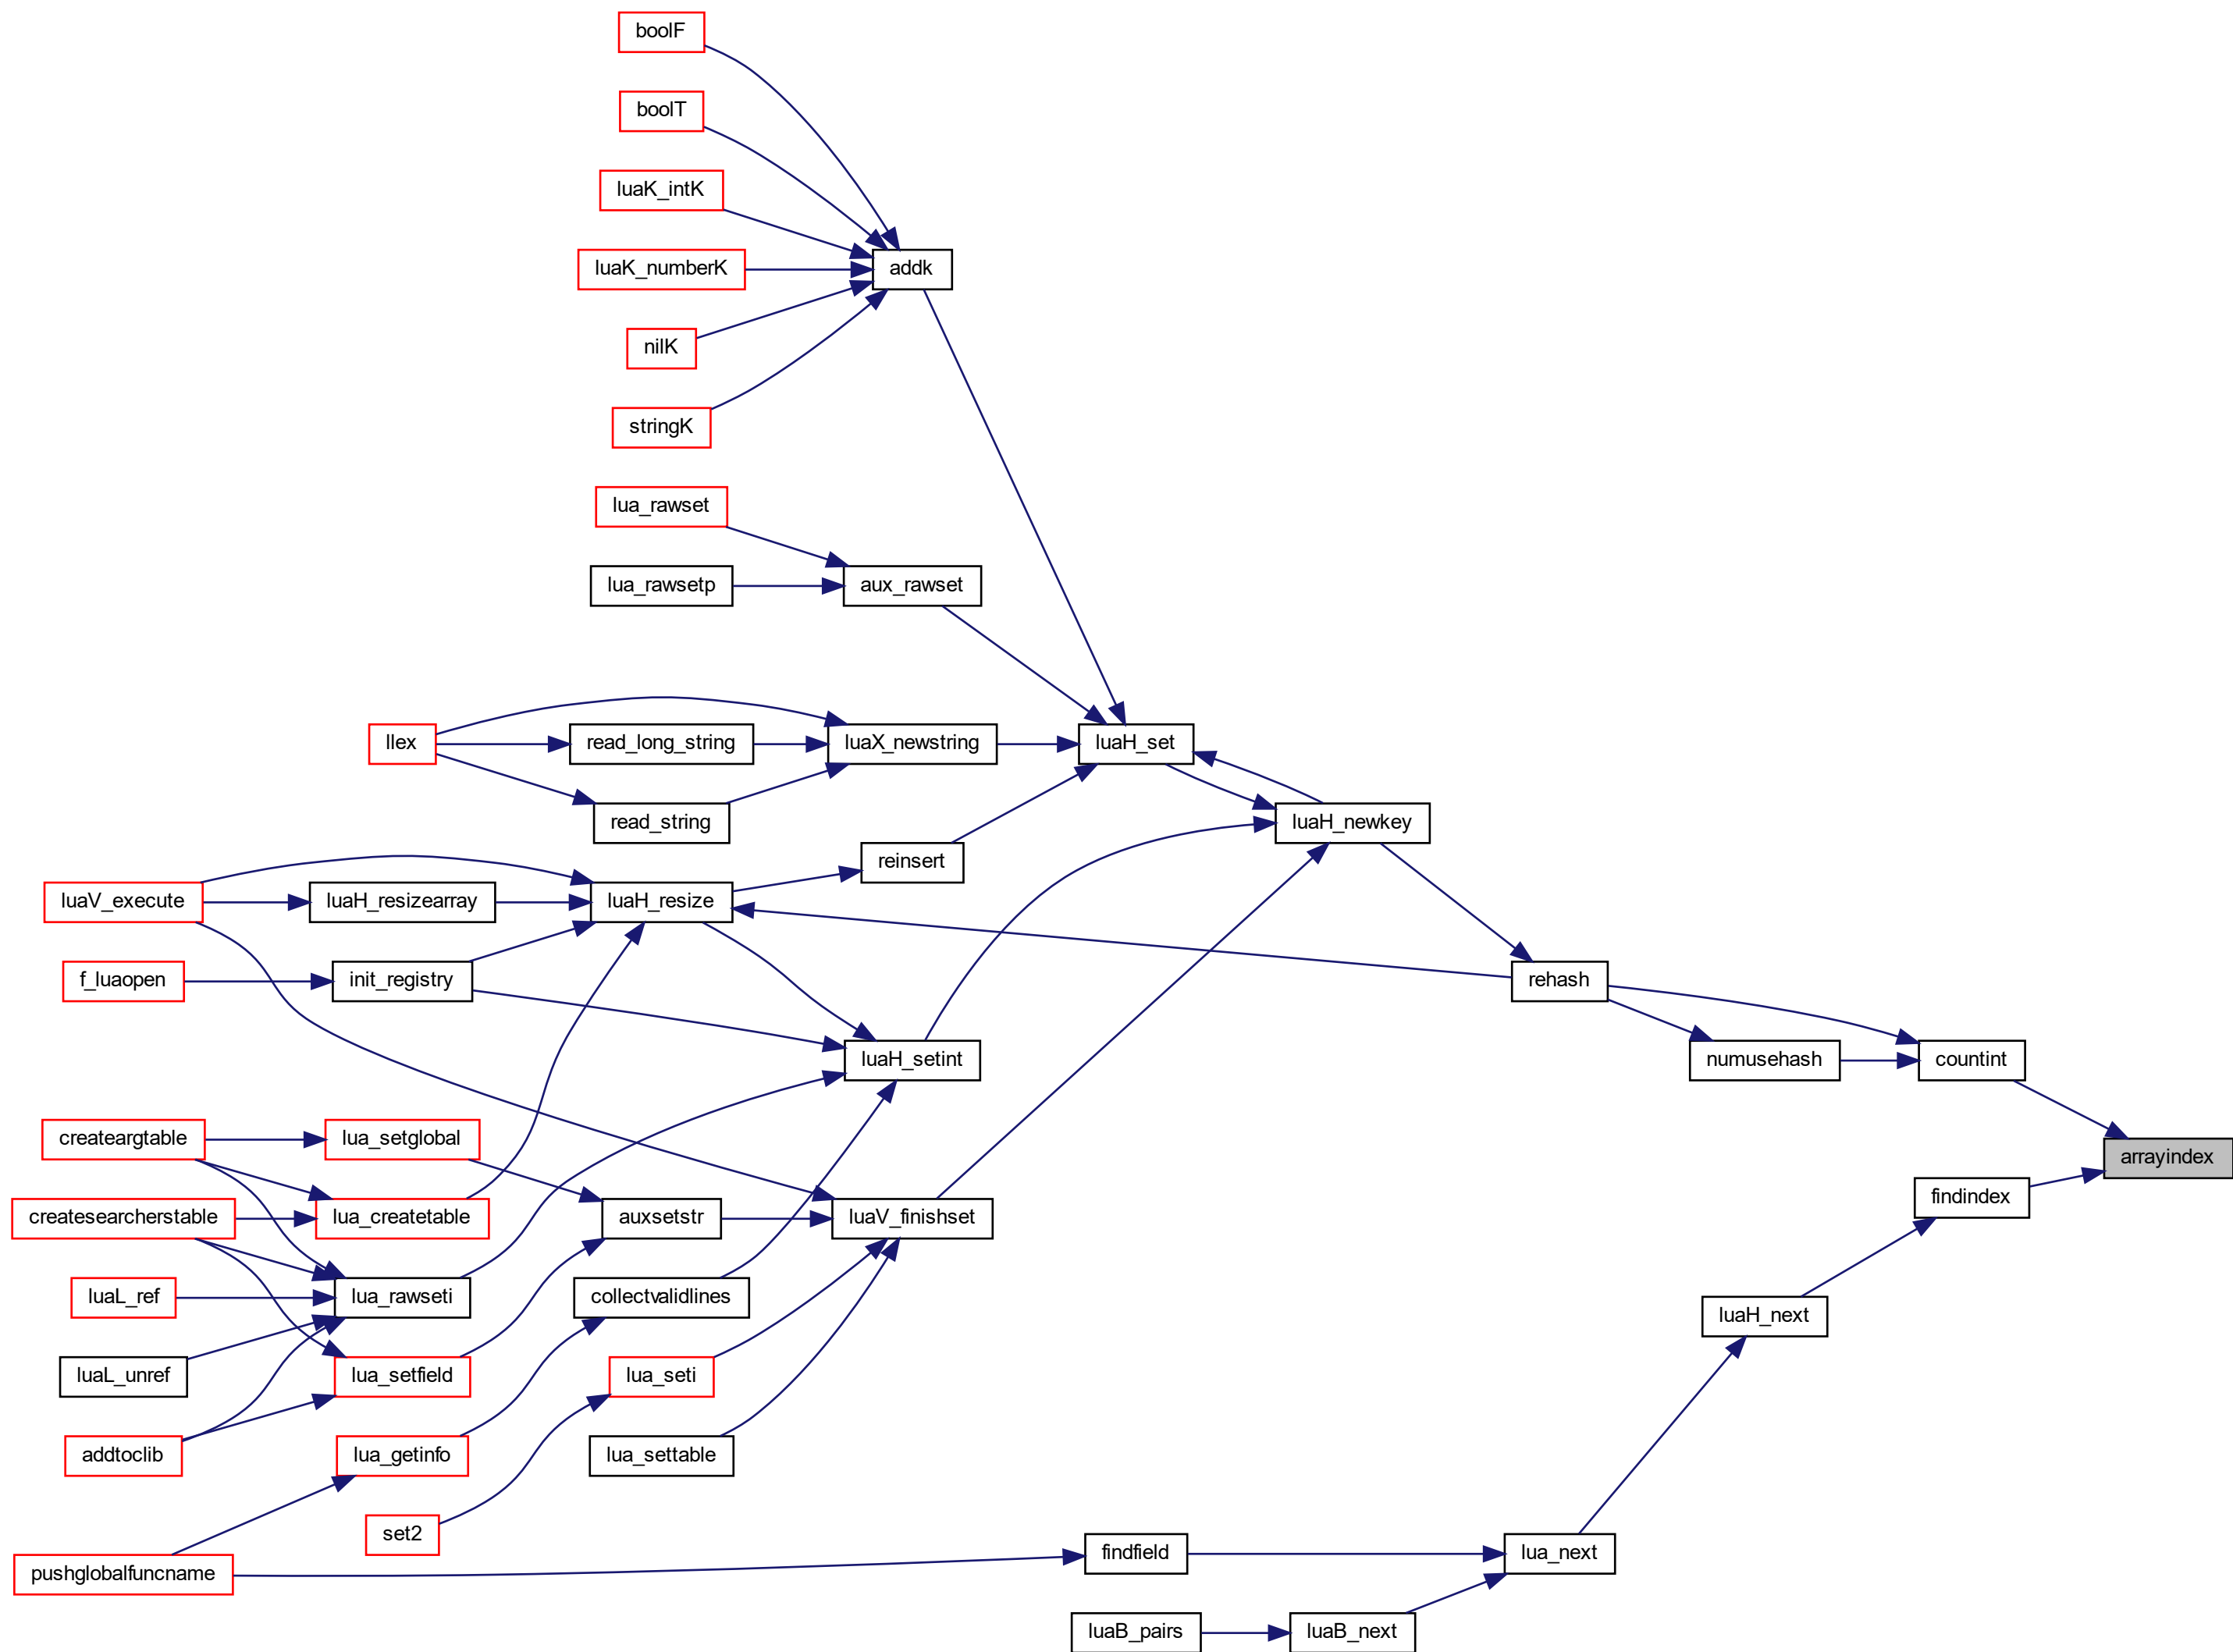 boolF
boolT
luaK_intK
luaK_numberK
addk
nilK
stringK
lua_rawset
lua_rawsetp
aux_rawset
llex
read_long_string
luaX_newstring
luaH_set
read_string
luaH_newkey
reinsert
luaV_execute
luaH_resizearray
luaH_resize
f_luaopen
init_registry
rehash
luaH_setint
numusehash
countint
createargtable
lua_setglobal
arrayindex
createsearcherstable
lua_createtable
auxsetstr
luaV_finishset
findindex
luaL_ref
lua_rawseti
collectvalidlines
luaH_next
luaL_unref
lua_setfield
lua_seti
addtoclib
lua_getinfo
lua_settable
set2
findfield
lua_next
pushglobalfuncname
luaB_pairs
luaB_next